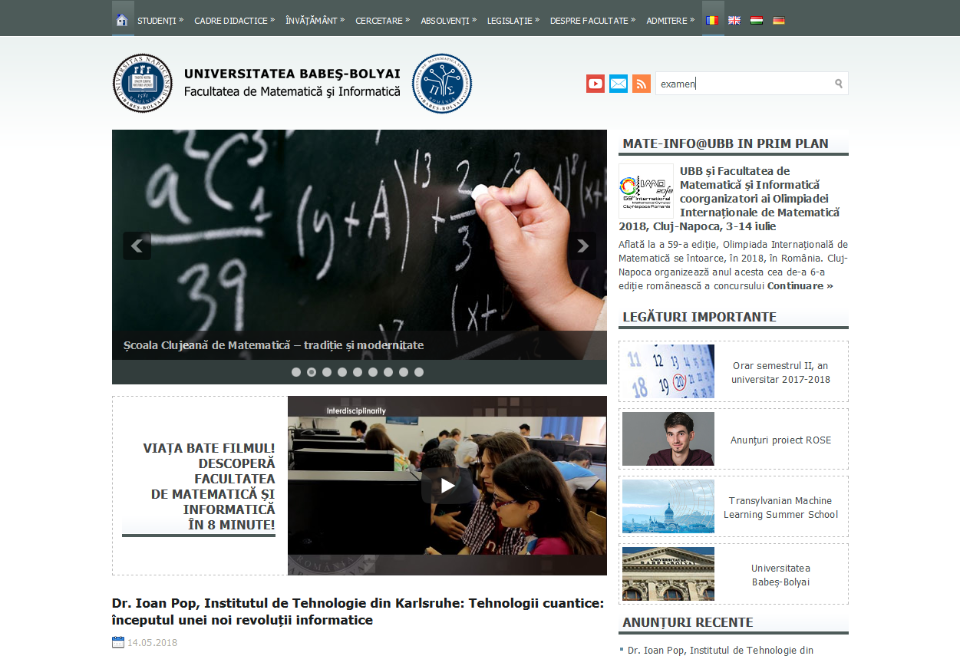 STUDENȚI » CADRE DIDACTICE » ÎNVĂȚĂMÂNT » CERCETARE » ABSOLVENȚI » LEGISLAȚIE » DESPRE FACULTATE » ADMITERE »
UNIVERSITATEA BABEŞ-BOLYAI
Facultatea de Matematică şi Informatică
examen
Școala Clujeană de Matematică – tradiție și modernitate
VIAȚA BATE FILMUL!
DESCOPERĂ
FACULTATEA
DE MATEMATICĂ ȘI
INFORMATICĂ
ÎN 8 MINUTE!
Interdisciplinarity
Dr. Ioan Pop, Institutul de Tehnologie din Karlsruhe: Tehnologii cuantice:
începutul unei noi revoluții informatice
14.05.2018
MATE-INFO@UBB IN PRIM PLAN
UBB și Facultatea de
Matematică și Informatică
coorganizatori ai Olimpiadei
Internaționale de Matematică
2018, Cluj-Napoca, 3-14 iulie
Aflată la a 59-a ediție, Olimpiada Internațională de
Matematică se întoarce, în 2018, în România. Cluj-
Napoca organizează anul acesta cea de-a 6-a
ediție românească a concursului Continuare »
LEGĂTURI IMPORTANTE
Orar semestrul II, an
universitar 2017-2018
Anunțuri proiect ROSE
Transylvanian Machine
Learning Summer School
Universitatea
Babeș-Bolyai
ANUNȚURI RECENTE
Dr. Ioan Pop, Institutul de Tehnologie din